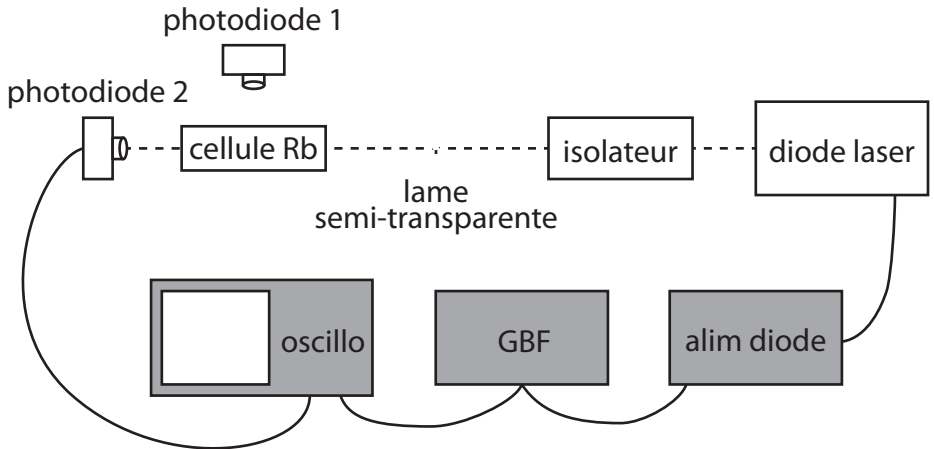 photodiode 1
photodiode 2
cellule Rb
isolateur
diode laser
lame
semi-transparente
oscillo
GBF
alim diode